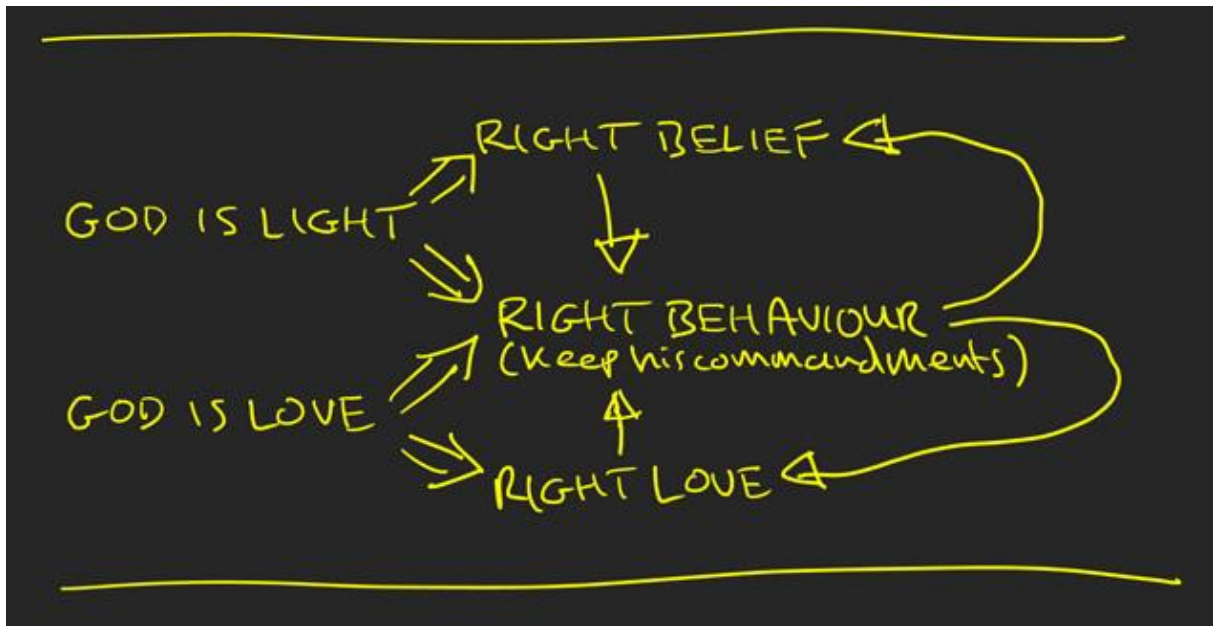 RIGHT BELIEF
GOD IS LIGHT
RIGHT BEHAVIOUR
(Keep his commandments)
GOD IS LOVE
RIGHT LOVE